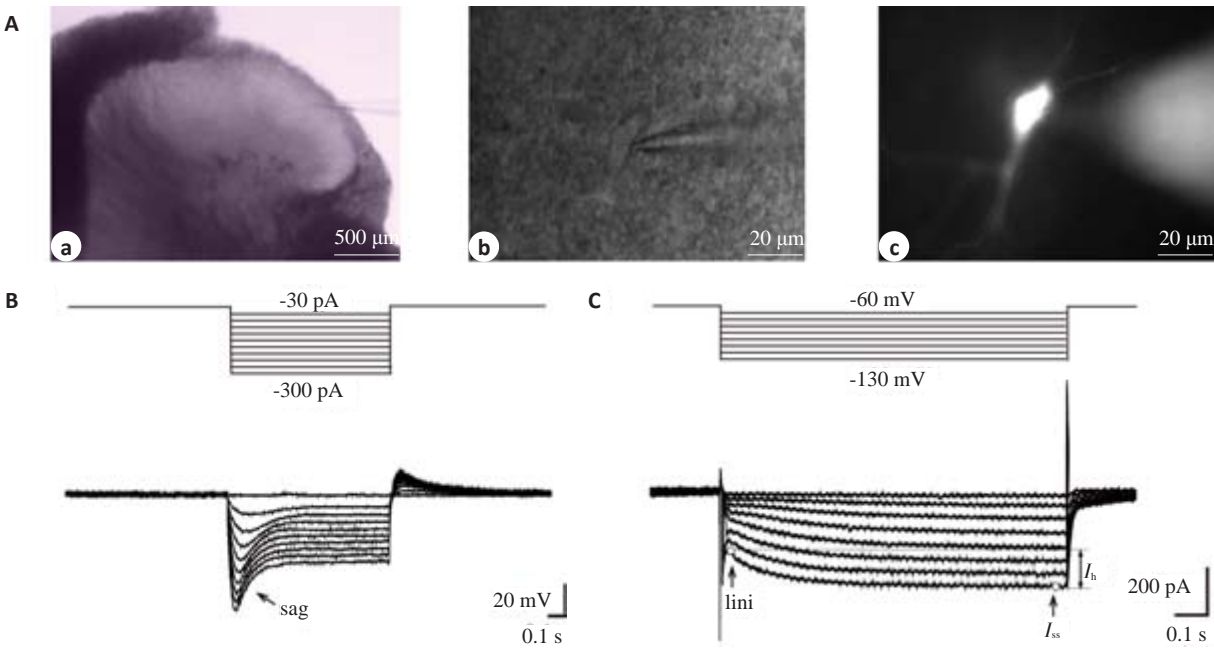 A
a
500 μm
b
20 μm
c
20 μm
B
-30 pA
-300 pA
sag
20 mV
0.1 s
C
-60 mV
-130 mV
lini
Ih
Iss
200 pA
0.1 s